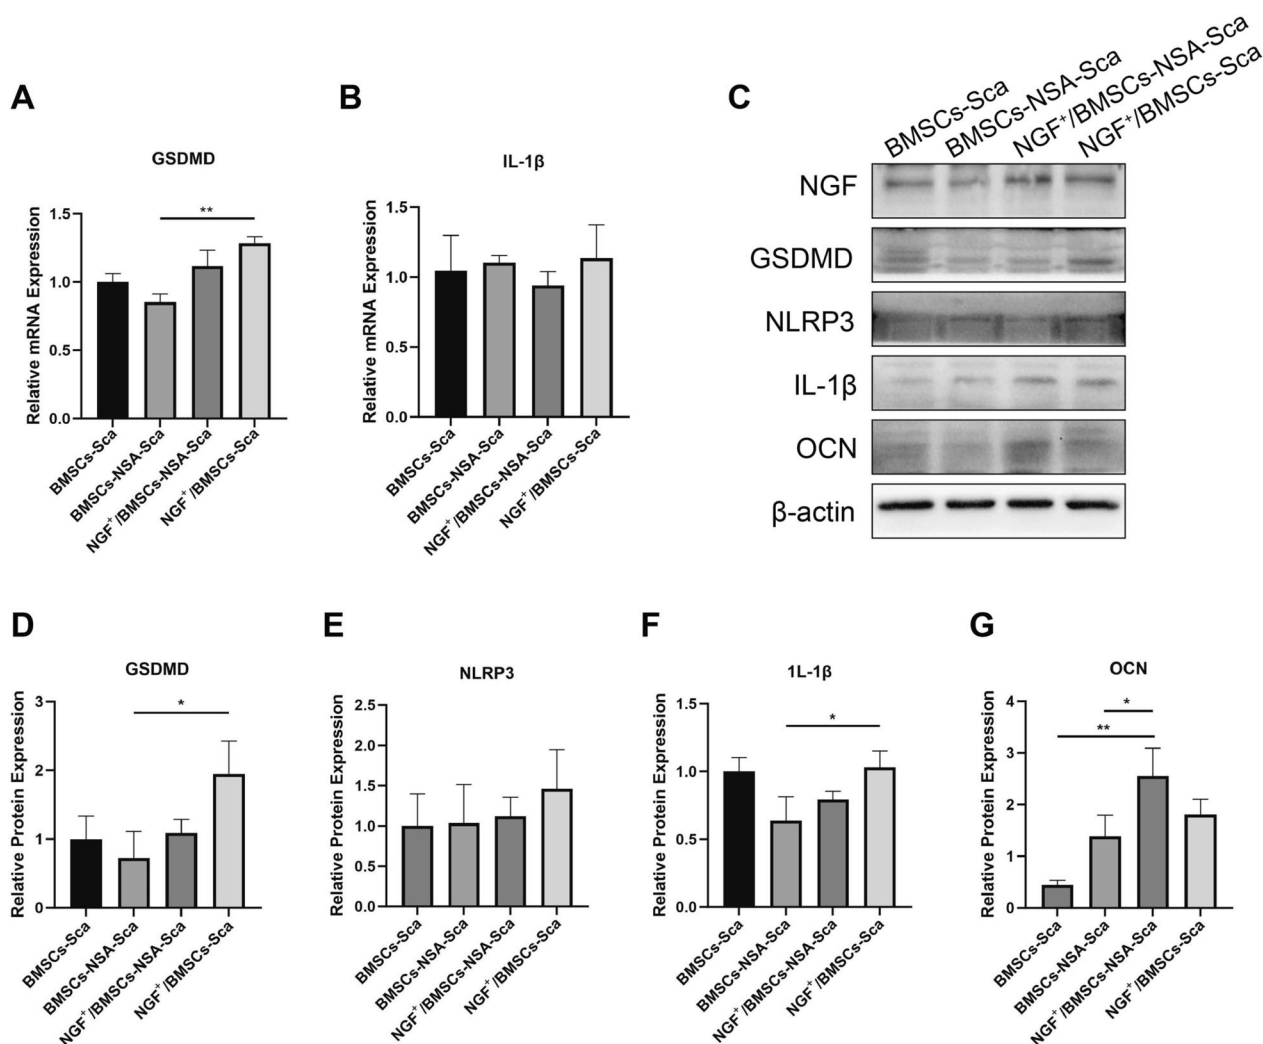 A
B
C
BMSCs-Sca
BMSCs-NSA-Sca
NGF⁺/BMSCs-NSA-Sca
NGF⁺/BMSCs-Sca
NGF
GSDMD
NLRP3
IL-1β
OCN
β-actin
GSDMD
Relative mRNA Expression
1.5
1.0
0.5
0.0
**
BMSCs-Sca
BMSCs-NSA-Sca
NGF⁺/BMSCs-NSA-Sca
NGF⁺/BMSCs-Sca
IL-1β
Relative mRNA Expression
1.5
1.0
0.5
0.0
BMSCs-Sca
BMSCs-NSA-Sca
NGF⁺/BMSCs-NSA-Sca
NGF⁺/BMSCs-Sca
D
GSDMD
Relative Protein Expression
3
2
1
0
*
BMSCs-Sca
BMSCs-NSA-Sca
NGF⁺/BMSCs-NSA-Sca
NGF⁺/BMSCs-Sca
E
NLRP3
Relative Protein Expression
2.5
2.0
1.5
1.0
0.5
0.0
BMSCs-Sca
BMSCs-NSA-Sca
NGF⁺/BMSCs-NSA-Sca
NGF⁺/BMSCs-Sca
F
1L-1β
Relative Protein Expression
1.5
1.0
0.5
0.0
*
BMSCs-Sca
BMSCs-NSA-Sca
NGF⁺/BMSCs-NSA-Sca
NGF⁺/BMSCs-Sca
G
OCN
Relative Protein Expression
4
3
2
1
0
*
**
BMSCs-Sca
BMSCs-NSA-Sca
NGF⁺/BMSCs-NSA-Sca
NGF⁺/BMSCs-Sca